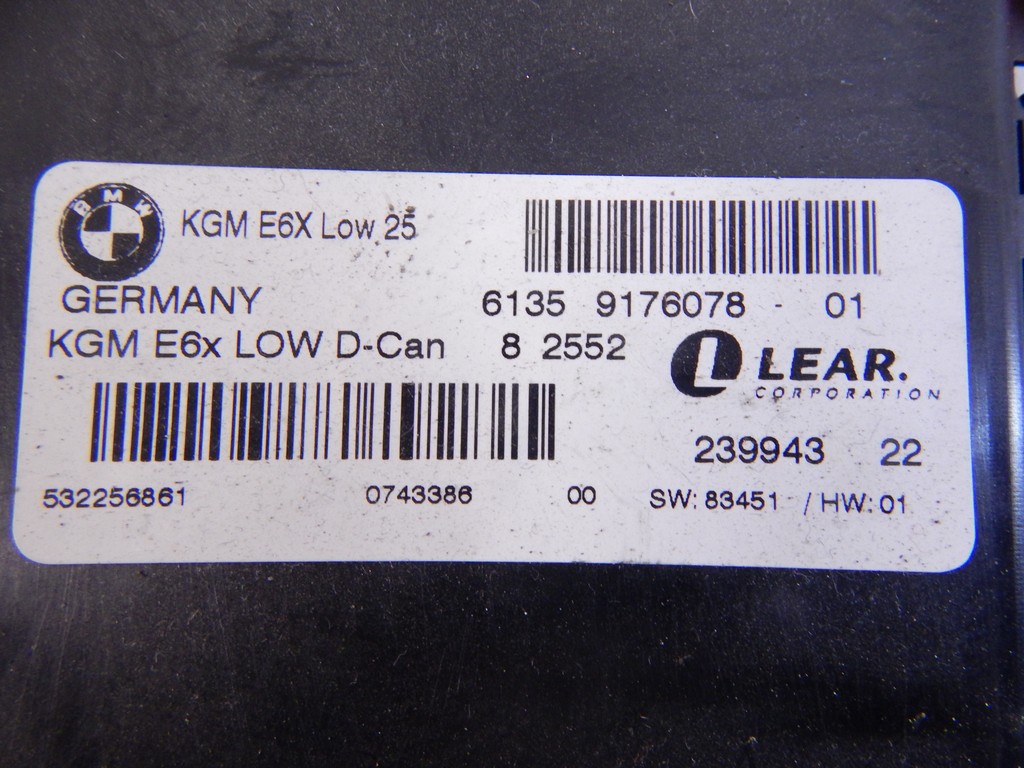 BMW
KGM E6X Low 25
GERMANY 6135 9176078 - 01
KGM E6x LOW D-Can 8 2552
LEAR.
CORPORATION
239943 22
532256861 0743386 00 SW: 83451 / HW: 01